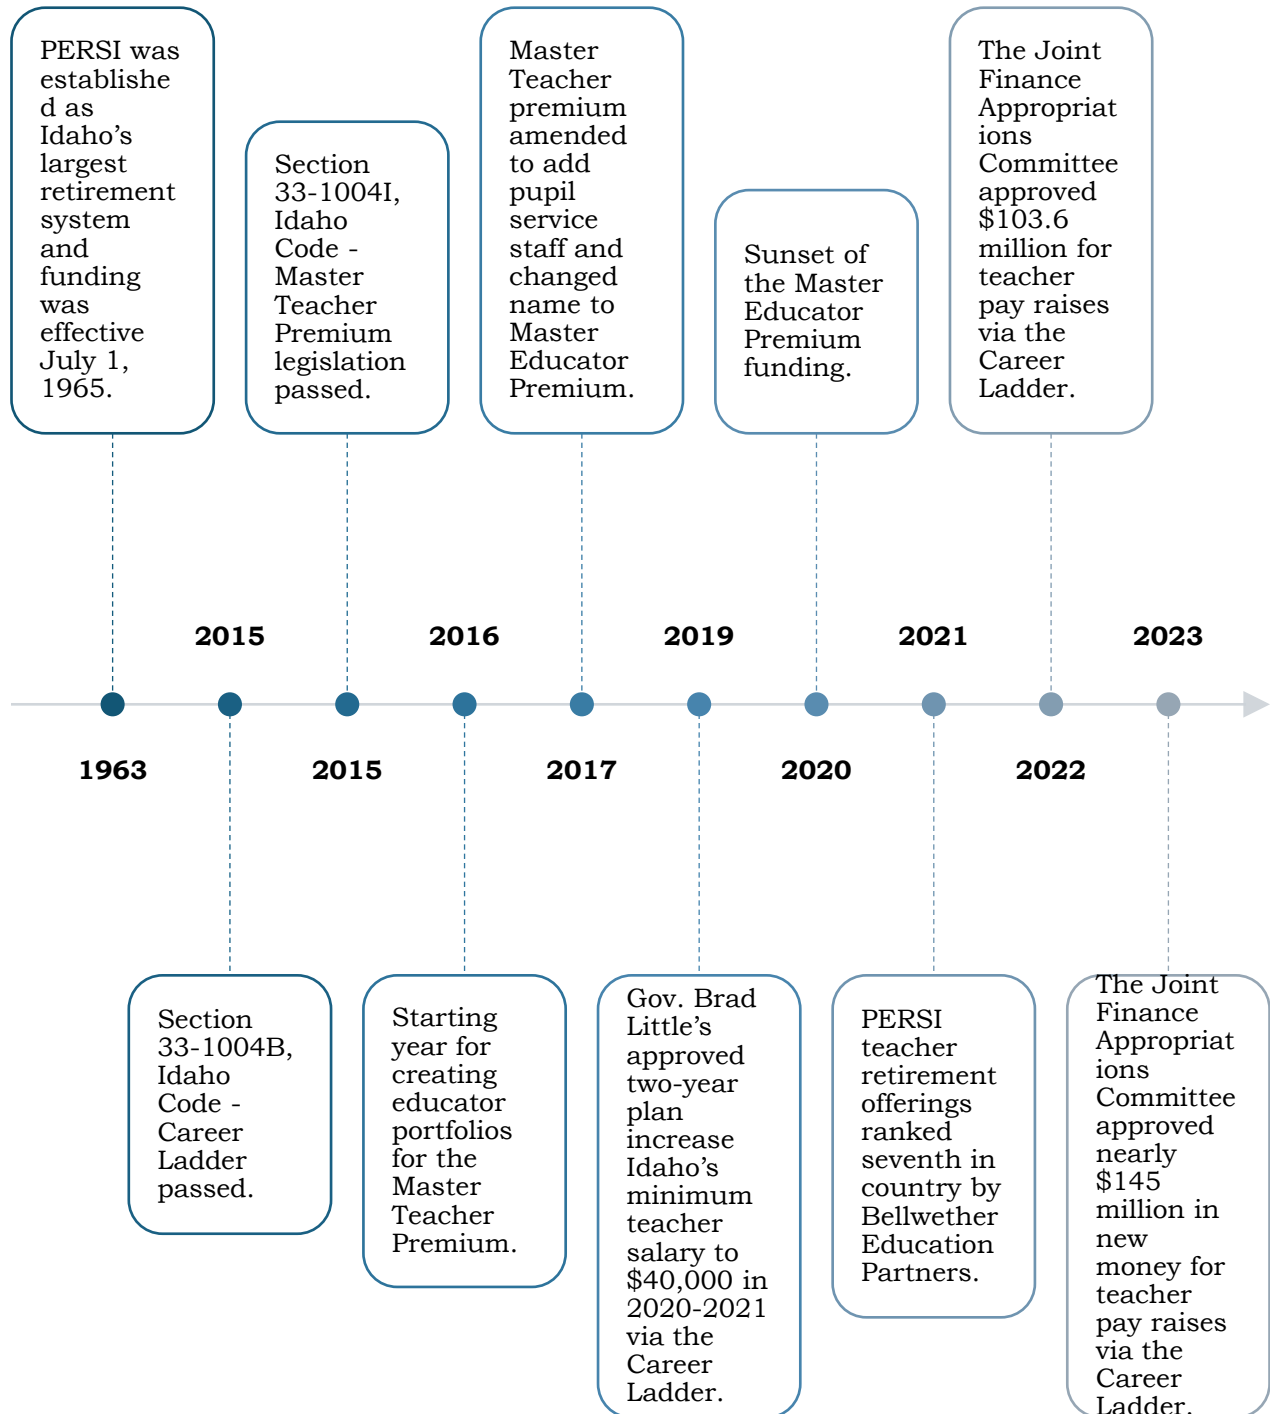 PERSI was
establishe
d as
Idaho's
largest
retirement
system
and
funding
was
effective
July 1,
1965.
Section
33-1004I,
Idaho
Code -
Master
Teacher
Premium
legislation
passed.
Master
Teacher
premium
amended
to add
pupil
service
staff and
changed
name to
Master
Educator
Premium.
Sunset of
the Master
Educator
Premium
funding.
The Joint
Finance
Appropriat
ions
Committee
approved
$103.6
million for
teacher
pay raises
via the
Career
Ladder.
2015
2016
2019
2021
2023
1963
2015
2017
2020
2022
Section
33-1004B,
Idaho
Code -
Career
Ladder
passed.
Starting
year for
creating
educator
portfolios
for the
Master
Teacher
Premium.
Gov. Brad
Little's
approved
two-year
plan
increase
Idaho's
minimum
teacher
salary to
$40,000 in
2020-2021
via the
Career
Ladder.
PERSI
teacher
retirement
offerings
ranked
seventh in
country by
Bellwether
Education
Partners.
The Joint
Finance
Appropriat
ions
Committee
approved
nearly
$145
million in
new
money for
teacher
pay raises
via the
Career
Ladder.